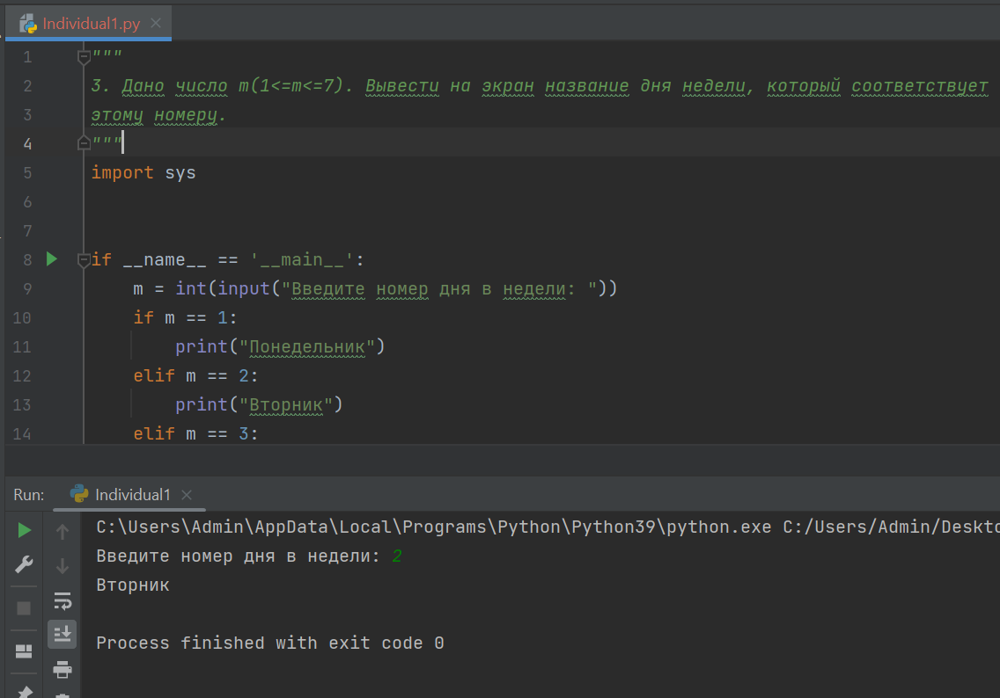 Individual1.py
1 """
2 3. Дано число m(1<=m<=7). Вывести на экран название дня недели, который соответствует
3 этому номеру.
4 """
5 import sys
6
7
8 if __name__ == '__main__':
9 m = int(input("Введите номер дня в недели: "))
10 if m == 1:
11 print("Понедельник")
12 elif m == 2:
13 print("Вторник")
14 elif m == 3:
Run: Individual1
C:\Users\Admin\AppData\Local\Programs\Python\Python39\python.exe C:/Users/Admin/Deskto
Введите номер дня в недели: 2
Вторник
Process finished with exit code 0